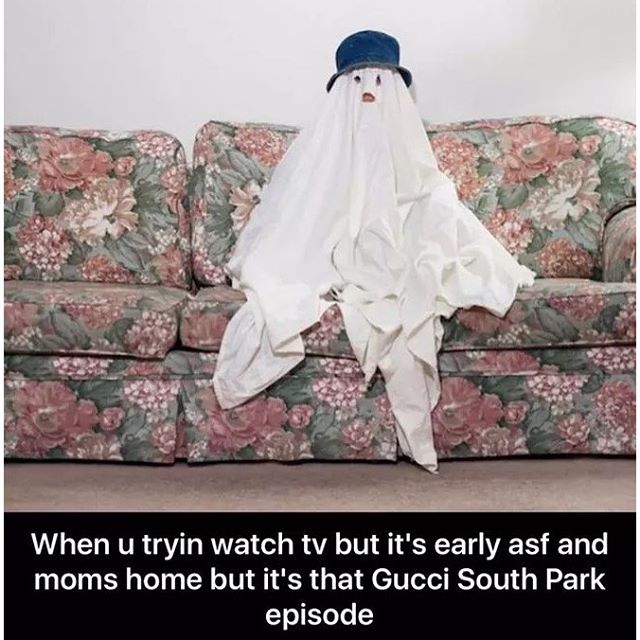 When u tryin watch tv but it's early asf and
moms home but it's that Gucci South Park
episode